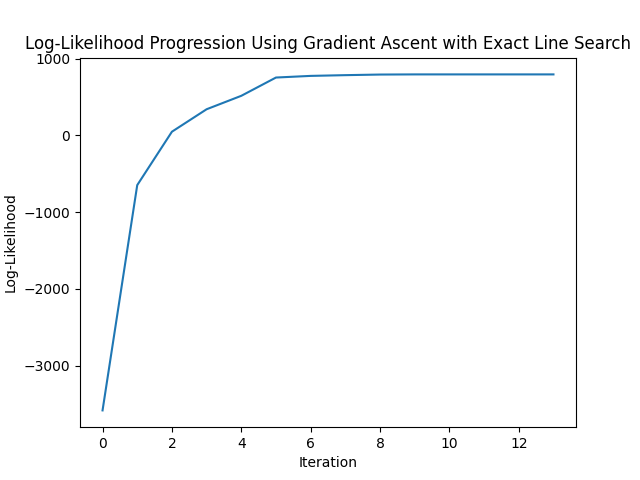 Log-Likelihood Progression Using Gradient Ascent with Exact Line Search
1000
0
−1000
−2000
−3000
Log-Likelihood
0 2 4 6 8 10 12
Iteration